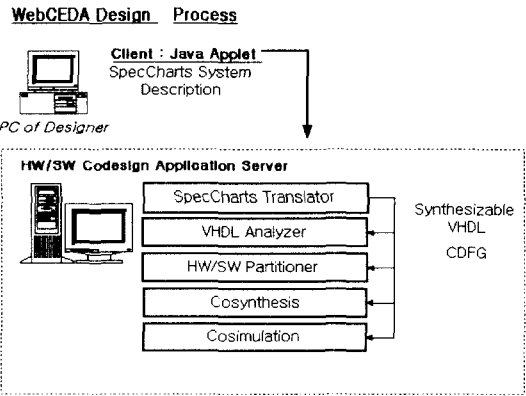 WebCEDA Design Process
Client : Java Applet
SpecCharts System
Description
PC of Designer
HW/SW Codesign Application Server
SpecCharts Translator
VHDL Analyzer
HW/SW Partitioner
Cosynthesis
Cosimulation
Synthesizable
VHDL
CDFG